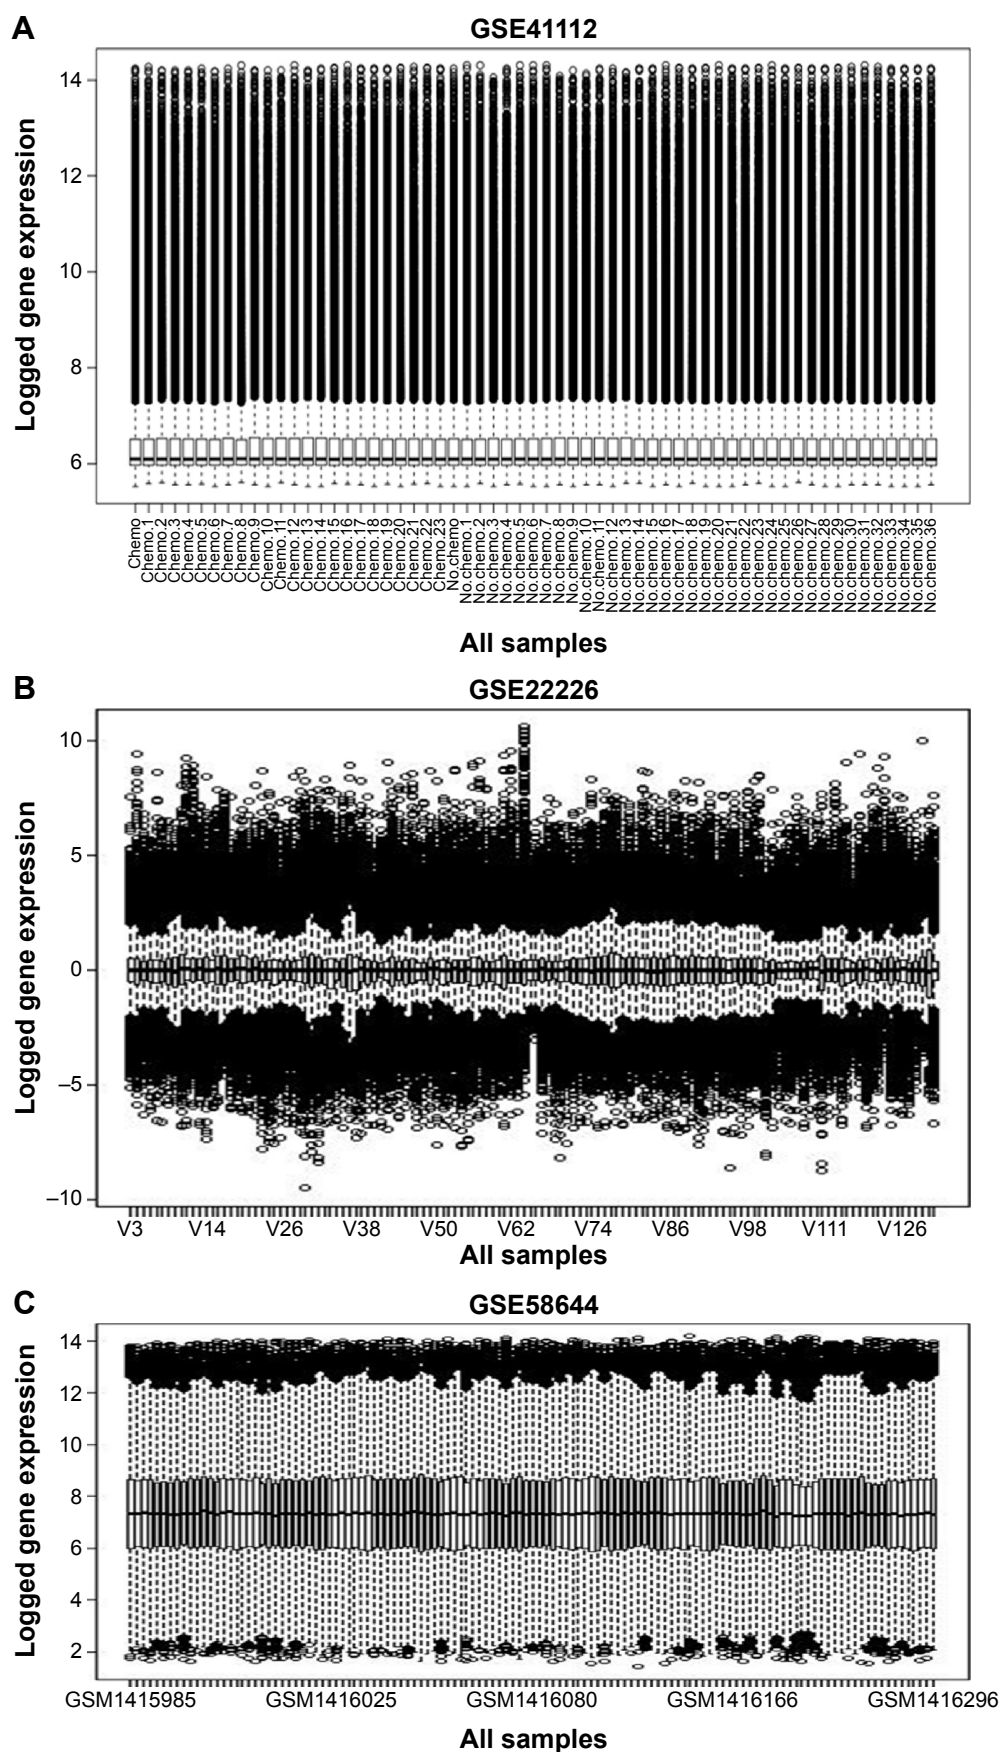 A
GSE41112
Logged gene expression
14
12
10
8
6
Chemo
Chemo.1
Chemo.2
Chemo.3
Chemo.4
Chemo.5
Chemo.6
Chemo.7
Chemo.8
Chemo.9
Chemo.10
Chemo.11
Chemo.12
Chemo.13
Chemo.14
Chemo.15
Chemo.16
Chemo.17
Chemo.18
Chemo.19
Chemo.20
Chemo.21
Chemo.22
Chemo.23
No.chemo
No.chemo.1
No.chemo.2
No.chemo.3
No.chemo.4
No.chemo.5
No.chemo.6
No.chemo.7
No.chemo.8
No.chemo.9
No.chemo.10
No.chemo.11
No.chemo.12
No.chemo.13
No.chemo.14
No.chemo.15
No.chemo.16
No.chemo.17
No.chemo.18
No.chemo.19
No.chemo.20
No.chemo.21
No.chemo.22
No.chemo.23
No.chemo.24
No.chemo.25
No.chemo.26
No.chemo.27
No.chemo.28
No.chemo.29
No.chemo.30
No.chemo.31
No.chemo.32
No.chemo.33
No.chemo.34
No.chemo.35
No.chemo.36
All samples
B
GSE22226
Logged gene expression
10
5
0
–5
–10
V3 V14 V26 V38 V50 V62 V74 V86 V98 V111 V126
All samples
C
GSE58644
Logged gene expression
14
12
10
8
6
4
2
GSM1415985 GSM1416025 GSM1416080 GSM1416166 GSM1416296
All samples